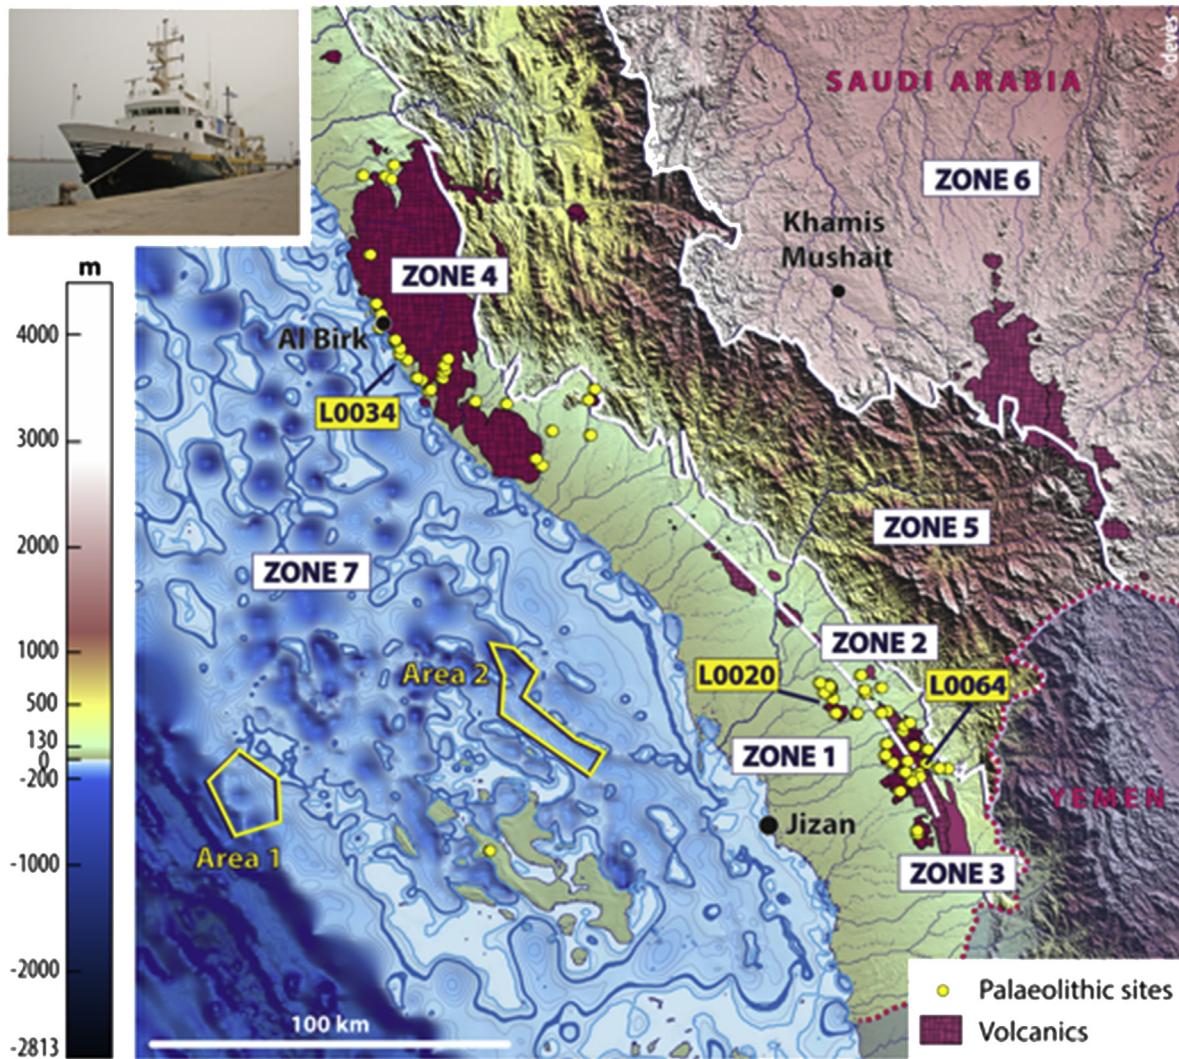 ©devès
SAUDI ARABIA
ZONE 6
Khamis
Mushait
ZONE 4
Al Birk
L0034
ZONE 5
ZONE 7
ZONE 2
Area 2
L0020
L0064
ZONE 1
YEMEN
Jizan
Area 1
ZONE 3
100 km
m
4000
3000
2000
1000
500
130
0
-200
-1000
-2000
-2813
Palaeolithic sites
Volcanics